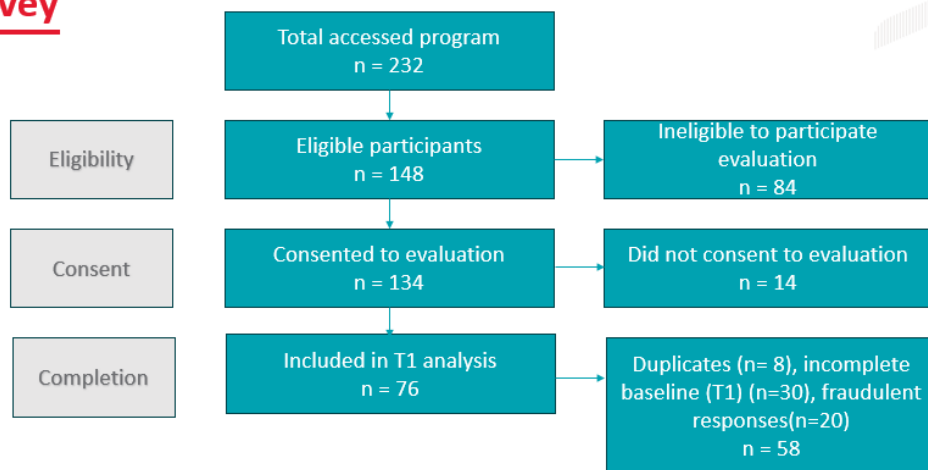 Total accessed program
n = 232
Eligibility
Eligible participants
n = 148
Ineligible to participate
evaluation
n = 84
Consent
Consented to evaluation
n = 134
Did not consent to evaluation
n = 14
Completion
Included in T1 analysis
n = 76
Duplicates (n= 8), incomplete
baseline (T1) (n=30), fraudulent
responses(n=20)
n = 58